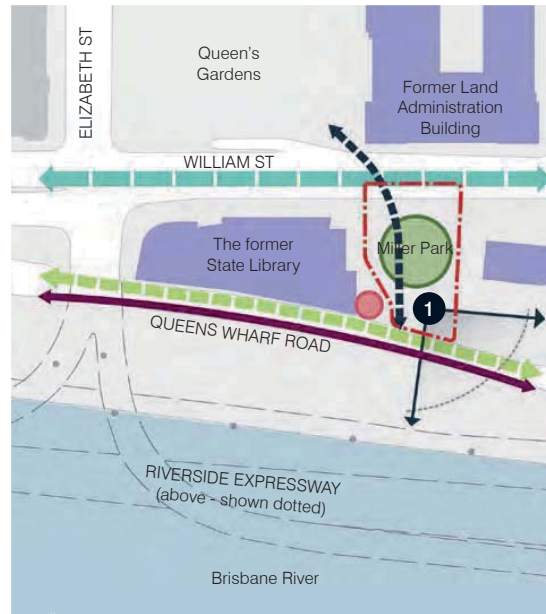 ELIZABETH ST
Queen's
Gardens
Former Land
Administration
Building
WILLIAM ST
The former
State Library
Miller Park
1
QUEENS WHARF ROAD
RIVERSIDE EXPRESSWAY
(above - shown dotted)
Brisbane River